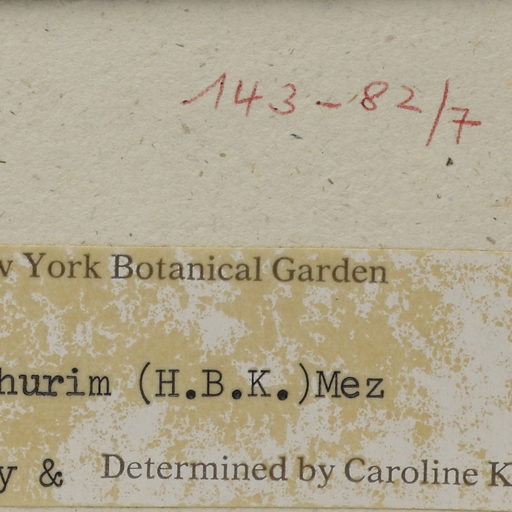 143-82/7
w York Botanical Garden
hurim (H.B.K.)Mez
y & Determined by Caroline K